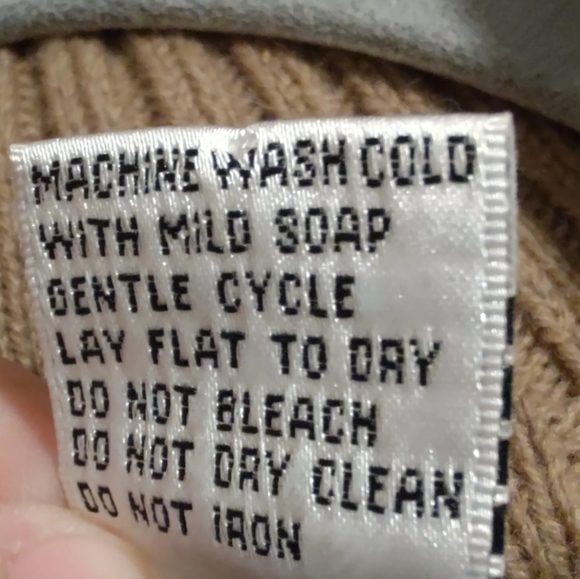 MACHINE WASH COLD
WITH MILD SOAP
GENTLE CYCLE
LAY FLAT TO DRY
DO NOT BLEACH
DO NOT DRY CLEAN
DO NOT IRON